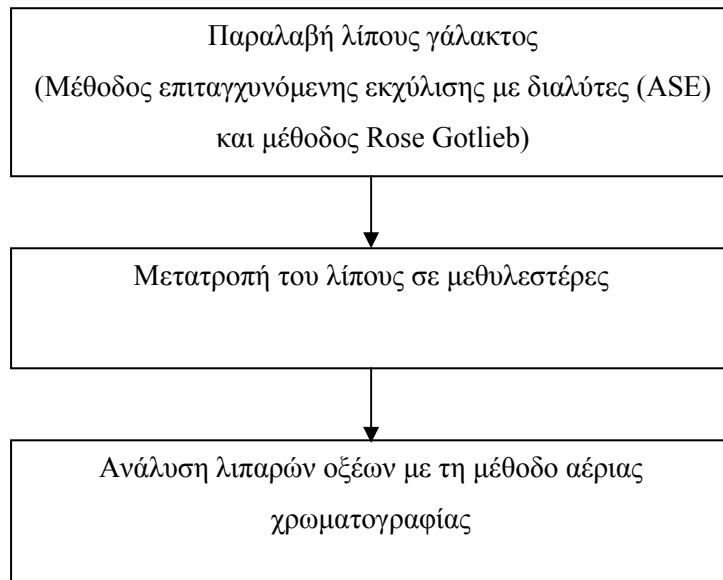 Παραλαβή λίπους γάλακτος
(Μέθοδος επιταγχυνόμενης εκχύλισης με διαλύτες (ASE)
και μέθοδος Rose Gotlieb)
Μετατροπή του λίπους σε μεθυλεστέρες
Ανάλυση λιπαρών οξέων με τη μέθοδο αέριας
χρωματογραφίας